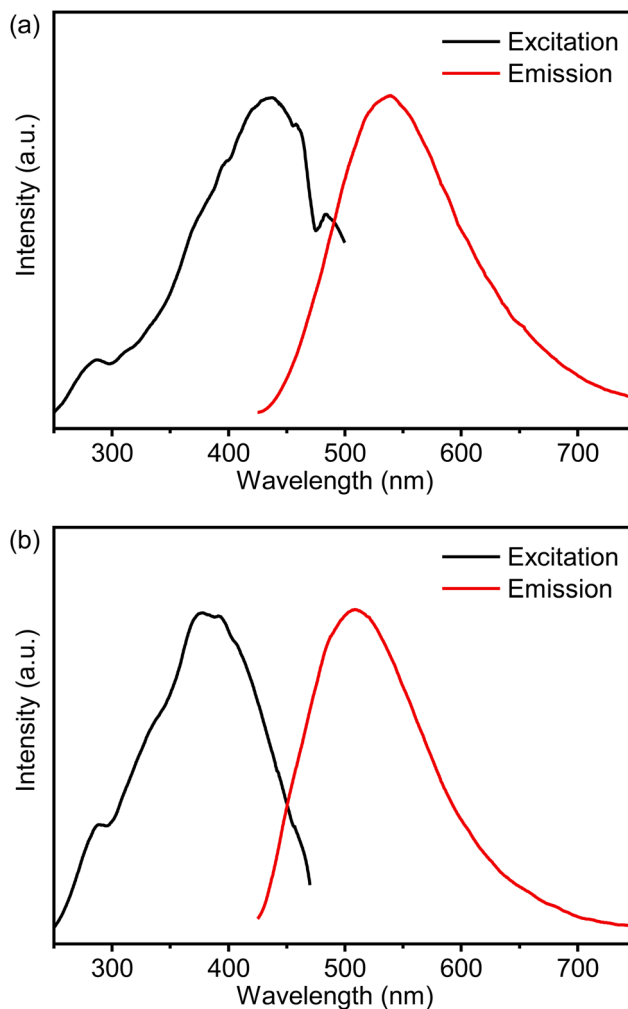 (a)
Excitation
Emission
Intensity (a.u.)
300 400 500 600 700
Wavelength (nm)
(b)
Excitation
Emission
Intensity (a.u.)
300 400 500 600 700
Wavelength (nm)